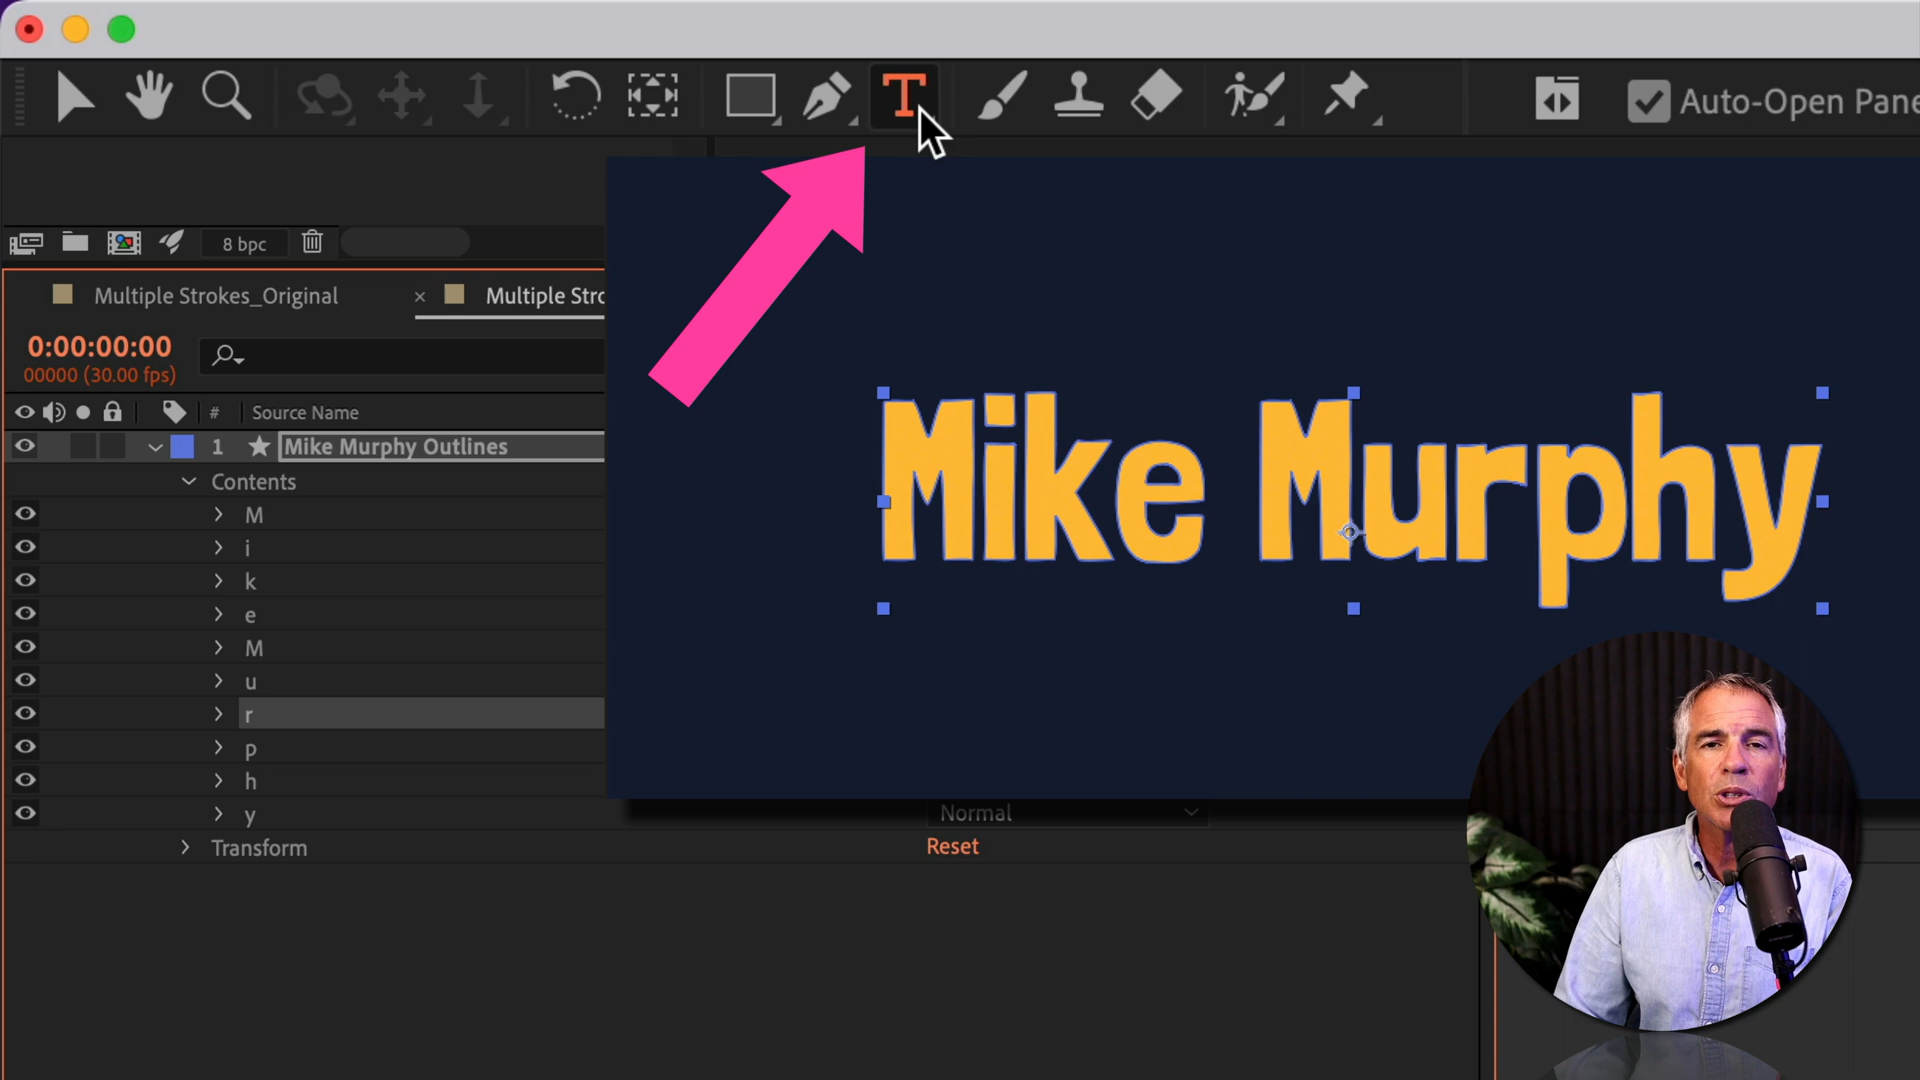 T
Auto-Open Pane
8 bpc
Multiple Strokes_Original
× Multiple Stro
0:00:00:00
00000 (30.00 fps)
# Source Name
1 Mike Murphy Outlines
Contents
M
i
k
e
M
u
r
p
h
y
Normal
Transform
Reset
Mike Murphy